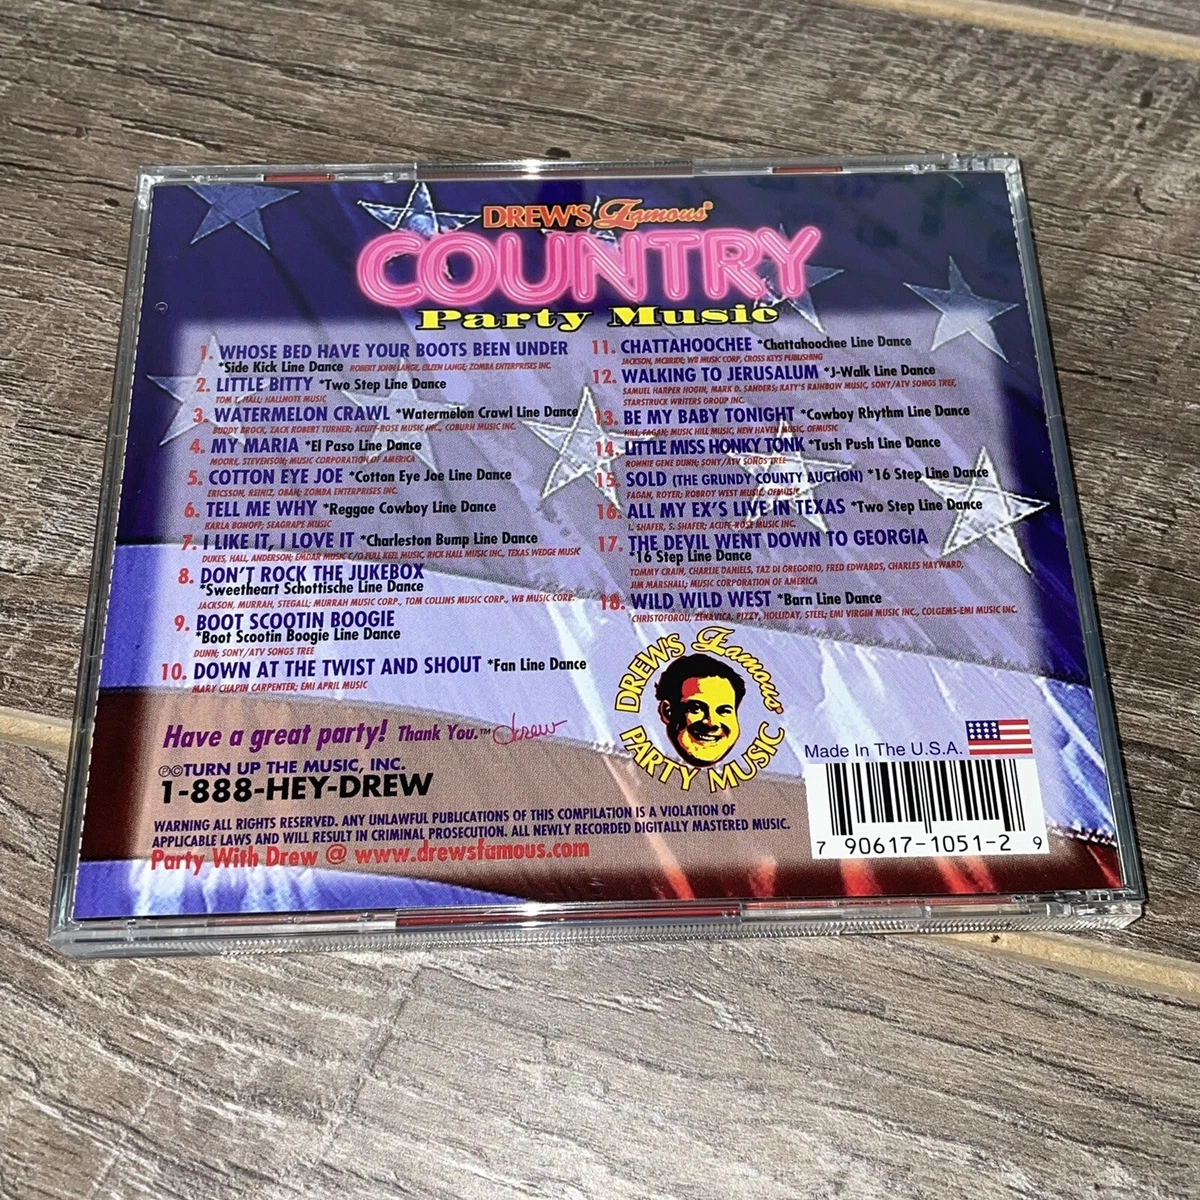 DREW'S Famous®
COUNTRY
Party Music
1. WHOSE BED HAVE YOUR BOOTS BEEN UNDER
*Side Kick Line Dance ROBERT JOHN LANGE, EILEEN LANGE; ZOMBA ENTERPRISES INC.
2. LITTLE BITTY *Two Step Line Dance
TOM T. HALL; HALLNOTE MUSIC
3. WATERMELON CRAWL *Watermelon Crawl Line Dance
BUDDY BROCK, ZACK ROBERT TURNER; ACUFF-ROSE MUSIC INC., COBURN MUSIC INC.
4. MY MARIA *El Paso Line Dance
MOORE, STEVENSON; MUSIC CORPORATION OF AMERICA
5. COTTON EYE JOE *Cotton Eye Joe Line Dance
ERICSSON, REINIZ, OBAN; ZOMBA ENTERPRISES INC.
6. TELL ME WHY *Reggae Cowboy Line Dance
KARLA BONOFF; SEAGRAPE MUSIC
7. I LIKE IT, I LOVE IT *Charleston Bump Line Dance
DUKES, HALL, ANDERSON; EMDAR MUSIC C/O FULL KEEL MUSIC, RICK HALL MUSIC INC., TEXAS WEDGE MUSIC
8. DON'T ROCK THE JUKEBOX
*Sweetheart Schottische Line Dance
JACKSON, MURRAH, STEGALL; MURRAH MUSIC CORP., TOM COLLINS MUSIC CORP., WB MUSIC CORP.
9. BOOT SCOOTIN BOOGIE
*Boot Scootin Boogie Line Dance
DUNN; SONY/ATV SONGS TREE
10. DOWN AT THE TWIST AND SHOUT *Fan Line Dance
MARY CHAPIN CARPENTER; EMI APRIL MUSIC
11. CHATTAHOOCHEE *Chattahoochee Line Dance
JACKSON, MCBRIDE; WB MUSIC CORP, CROSS KEYS PUBLISHING
12. WALKING TO JERUSALUM *J-Walk Line Dance
SAMUEL HARPER HOGIN, MARK D. SANDERS; KATY'S RAINBOW MUSIC, SONY/ATV SONGS TREE,
STARSTRUCK WRITERS GROUP INC.
13. BE MY BABY TONIGHT *Cowboy Rhythm Line Dance
HILL, FAGAN; MUSIC HILL MUSIC, NEW HAVEN MUSIC, OFMUSIC
14. LITTLE MISS HONKY TONK *Tush Push Line Dance
RONNIE GENE DUNN; SONY/ATV SONGS TREE
15. SOLD (THE GRUNDY COUNTY AUCTION) *16 Step Line Dance
FAGAN, ROYER; ROBROY WEST MUSIC, OFMUSIC
16. ALL MY EX'S LIVE IN TEXAS *Two Step Line Dance
L. SHAFER, S. SHAFER; ACUFF-ROSE MUSIC INC.
17. THE DEVIL WENT DOWN TO GEORGIA
*16 Step Line Dance
TOMMY CRAIN, CHARLIE DANIELS, TAZ DI GREGORIO, FRED EDWARDS, CHARLES HAYWARD,
JIM MARSHALL; MUSIC CORPORATION OF AMERICA
18. WILD WILD WEST *Barn Line Dance
CHRISTOFOROU, ZEKAVICA, PIZZY, HOLLIDAY, STEEL; EMI VIRGIN MUSIC INC., COLGEMS-EMI MUSIC INC.
Have a great party! Thank You.™ Drew
℗©TURN UP THE MUSIC, INC.
1-888-HEY-DREW
WARNING ALL RIGHTS RESERVED. ANY UNLAWFUL PUBLICATIONS OF THIS COMPILATION IS A VIOLATION OF
APPLICABLE LAWS AND WILL RESULT IN CRIMINAL PROSECUTION. ALL NEWLY RECORDED DIGITALLY MASTERED MUSIC.
Party With Drew @ www.drewsfamous.com
DREW'S Famous®
PARTY MUSIC
Made In The U.S.A.
7 90617-1051-2 9